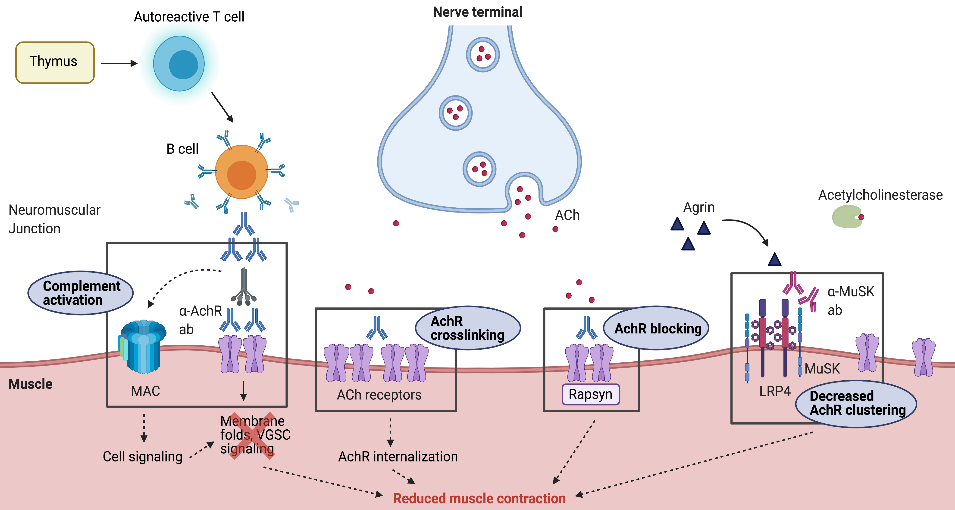 Nerve terminal
Autoreactive T cell
Thymus
B cell
Neuromuscular
Junction
ACh
Agrin
Acetylcholinesterase
Complement
activation
α-AchR
ab
AchR
crosslinking
AchR blocking
α-MuSK
ab
Muscle
MAC
ACh receptors
Rapsyn
LRP4
MuSK
Decreased
AchR clustering
Membrane
folds, VGSC
signaling
Cell signaling
AchR internalization
Reduced muscle contraction